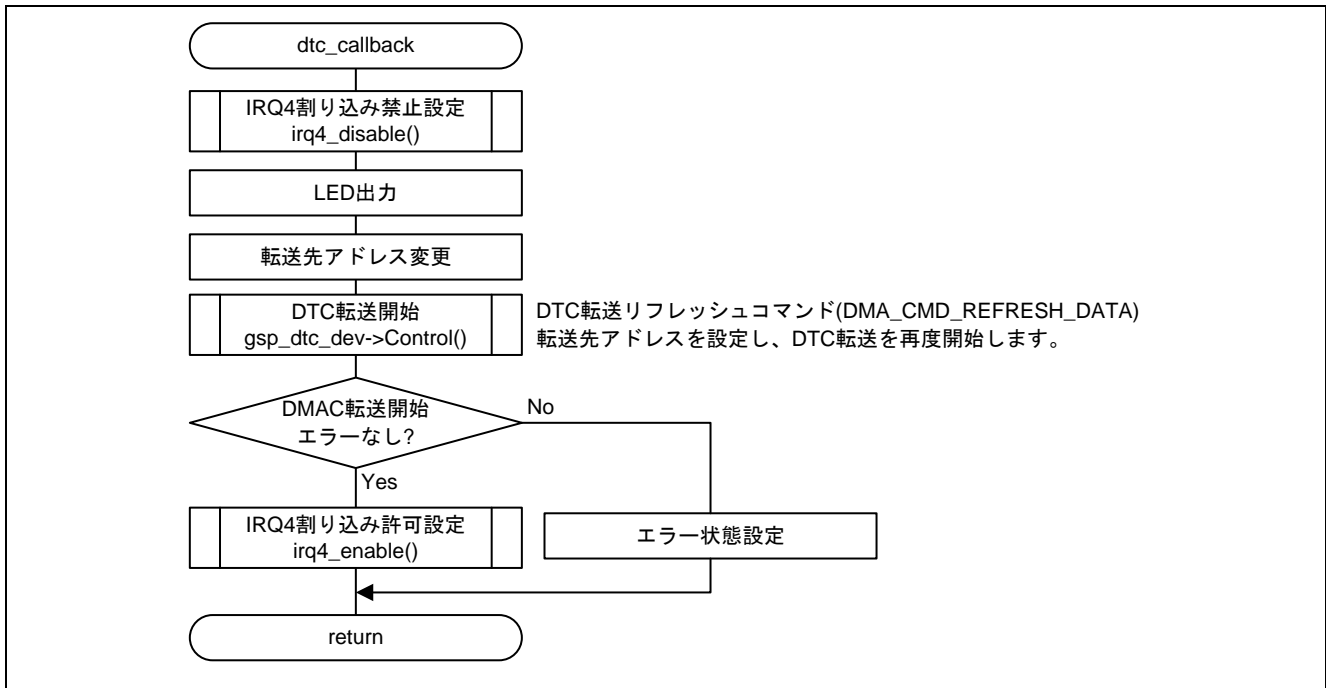 dtc_callback
IRQ4割り込み禁止設定
irq4_disable()
LED出力
転送先アドレス変更
DTC転送開始
gsp_dtc_dev->Control()
DTC転送リフレッシュコマンド(DMA_CMD_REFRESH_DATA)
転送先アドレスを設定し、DTC転送を再度開始します。
DMAC転送開始
エラーなし?
No
Yes
IRQ4割り込み許可設定
irq4_enable()
エラー状態設定
return